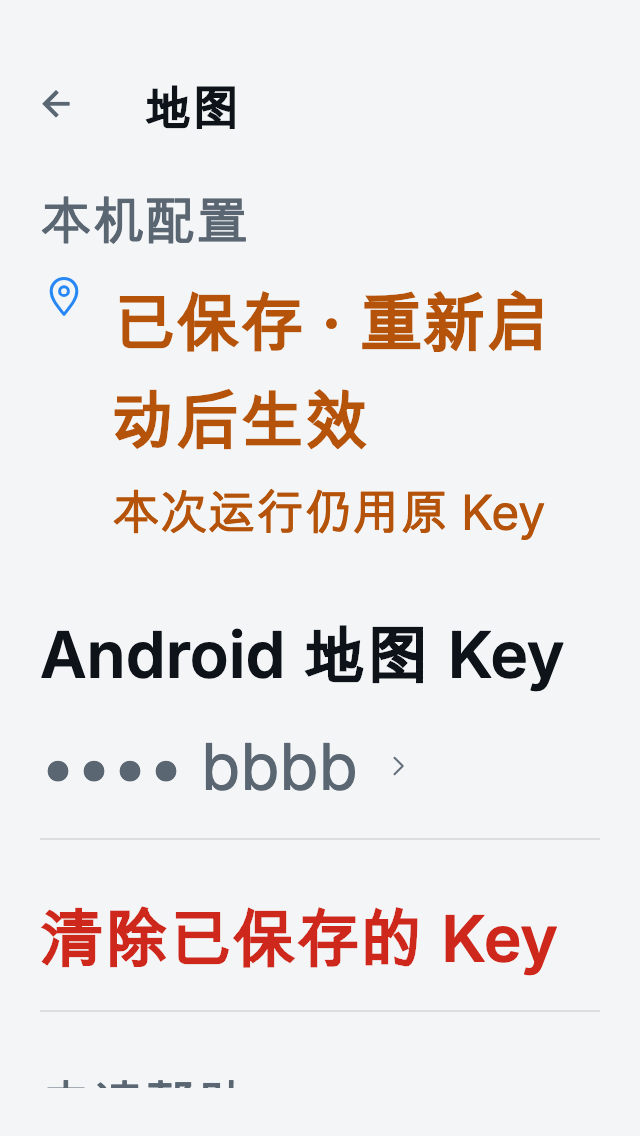 地图
本机配置
已保存 · 重新启
动后生效
本次运行仍用原 Key
Android 地图 Key
•••• bbbb
清除已保存的 Key